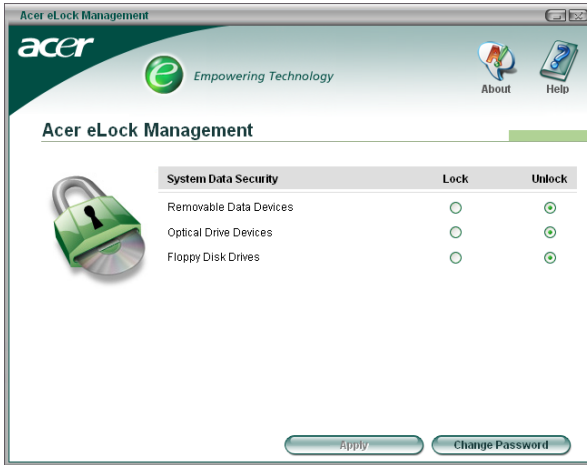 Acer eLock Management
acer
e Empowering Technology
About Help
Acer eLock Management
System Data Security Lock Unlock
Removable Data Devices
Optical Drive Devices
Floppy Disk Drives
Apply Change Password